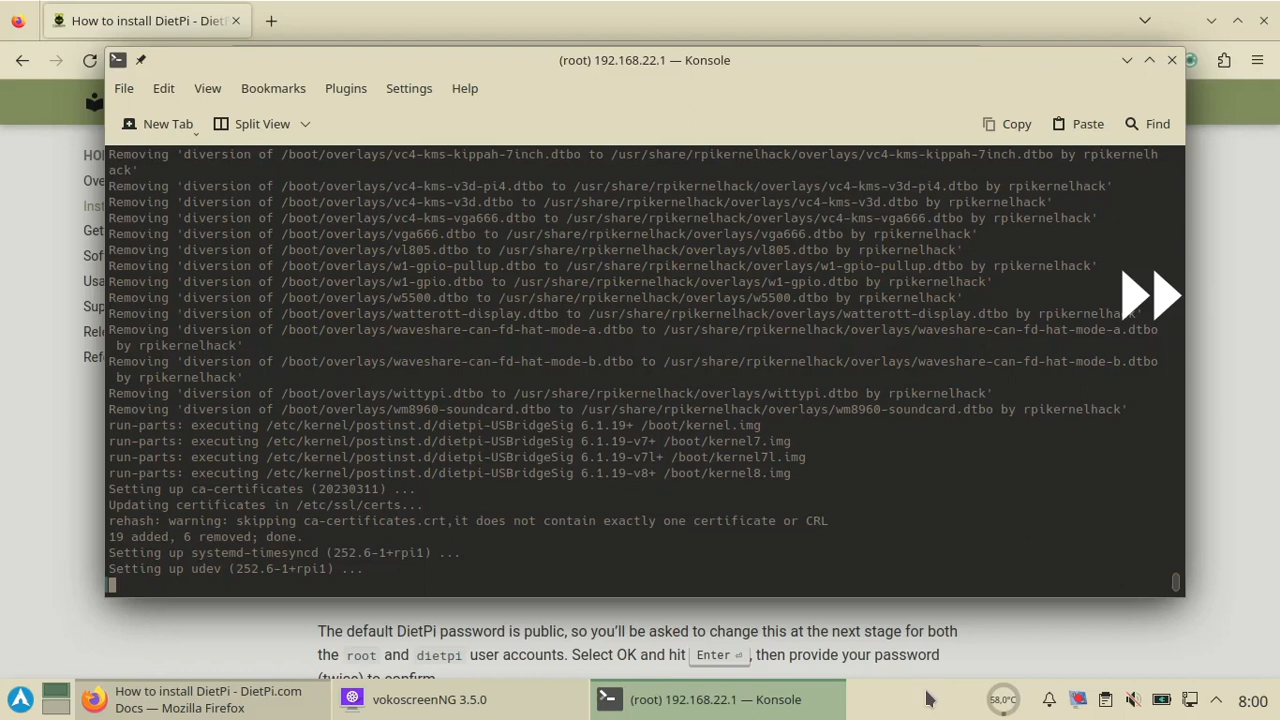 How to install DietPi - DietPi
(root) 192.168.22.1 — Konsole
File Edit View Bookmarks Plugins Settings Help
New Tab Split View Copy Paste Find
Removing 'diversion of /boot/overlays/vc4-kms-kippah-7inch.dtbo to /usr/share/rpikernelhack/overlays/vc4-kms-kippah-7inch.dtbo by rpikernelh
ack'
Removing 'diversion of /boot/overlays/vc4-kms-v3d-pi4.dtbo to /usr/share/rpikernelhack/overlays/vc4-kms-v3d-pi4.dtbo by rpikernelhack'
Removing 'diversion of /boot/overlays/vc4-kms-v3d.dtbo to /usr/share/rpikernelhack/overlays/vc4-kms-v3d.dtbo by rpikernelhack'
Removing 'diversion of /boot/overlays/vc4-kms-vga666.dtbo to /usr/share/rpikernelhack/overlays/vc4-kms-vga666.dtbo by rpikernelhack'
Removing 'diversion of /boot/overlays/vga666.dtbo to /usr/share/rpikernelhack/overlays/vga666.dtbo by rpikernelhack'
Removing 'diversion of /boot/overlays/vl805.dtbo to /usr/share/rpikernelhack/overlays/vl805.dtbo by rpikernelhack'
Removing 'diversion of /boot/overlays/w1-gpio-pullup.dtbo to /usr/share/rpikernelhack/overlays/w1-gpio-pullup.dtbo by rpikernelhack'
Removing 'diversion of /boot/overlays/w1-gpio.dtbo to /usr/share/rpikernelhack/overlays/w1-gpio.dtbo by rpikernelhack'
Removing 'diversion of /boot/overlays/w5500.dtbo to /usr/share/rpikernelhack/overlays/w5500.dtbo by rpikernelhack'
Removing 'diversion of /boot/overlays/watterott-display.dtbo to /usr/share/rpikernelhack/overlays/watterott-display.dtbo by rpikernelhack'
Removing 'diversion of /boot/overlays/waveshare-can-fd-hat-mode-a.dtbo to /usr/share/rpikernelhack/overlays/waveshare-can-fd-hat-mode-a.dtbo
by rpikernelhack'
Removing 'diversion of /boot/overlays/waveshare-can-fd-hat-mode-b.dtbo to /usr/share/rpikernelhack/overlays/waveshare-can-fd-hat-mode-b.dtbo
by rpikernelhack'
Removing 'diversion of /boot/overlays/wittypi.dtbo to /usr/share/rpikernelhack/overlays/wittypi.dtbo by rpikernelhack'
Removing 'diversion of /boot/overlays/wm8960-soundcard.dtbo to /usr/share/rpikernelhack/overlays/wm8960-soundcard.dtbo by rpikernelhack'
run-parts: executing /etc/kernel/postinst.d/dietpi-USBridgeSig 6.1.19+ /boot/kernel.img
run-parts: executing /etc/kernel/postinst.d/dietpi-USBridgeSig 6.1.19-v7+ /boot/kernel7.img
run-parts: executing /etc/kernel/postinst.d/dietpi-USBridgeSig 6.1.19-v7l+ /boot/kernel7l.img
run-parts: executing /etc/kernel/postinst.d/dietpi-USBridgeSig 6.1.19-v8+ /boot/kernel8.img
Setting up ca-certificates (20230311) ...
Updating certificates in /etc/ssl/certs...
rehash: warning: skipping ca-certificates.crt,it does not contain exactly one certificate or CRL
19 added, 6 removed; done.
Setting up systemd-timesyncd (252.6-1+rpi1) ...
Setting up udev (252.6-1+rpi1) ...
The default DietPi password is public, so you'll be asked to change this at the next stage for both
the root and dietpi user accounts. Select OK and hit Enter ⏎, then provide your password
(twice) to confirm
How to install DietPi - DietPi.com
Docs — Mozilla Firefox
vokoscreenNG 3.5.0
(root) 192.168.22.1 — Konsole
58,0°C
8:00